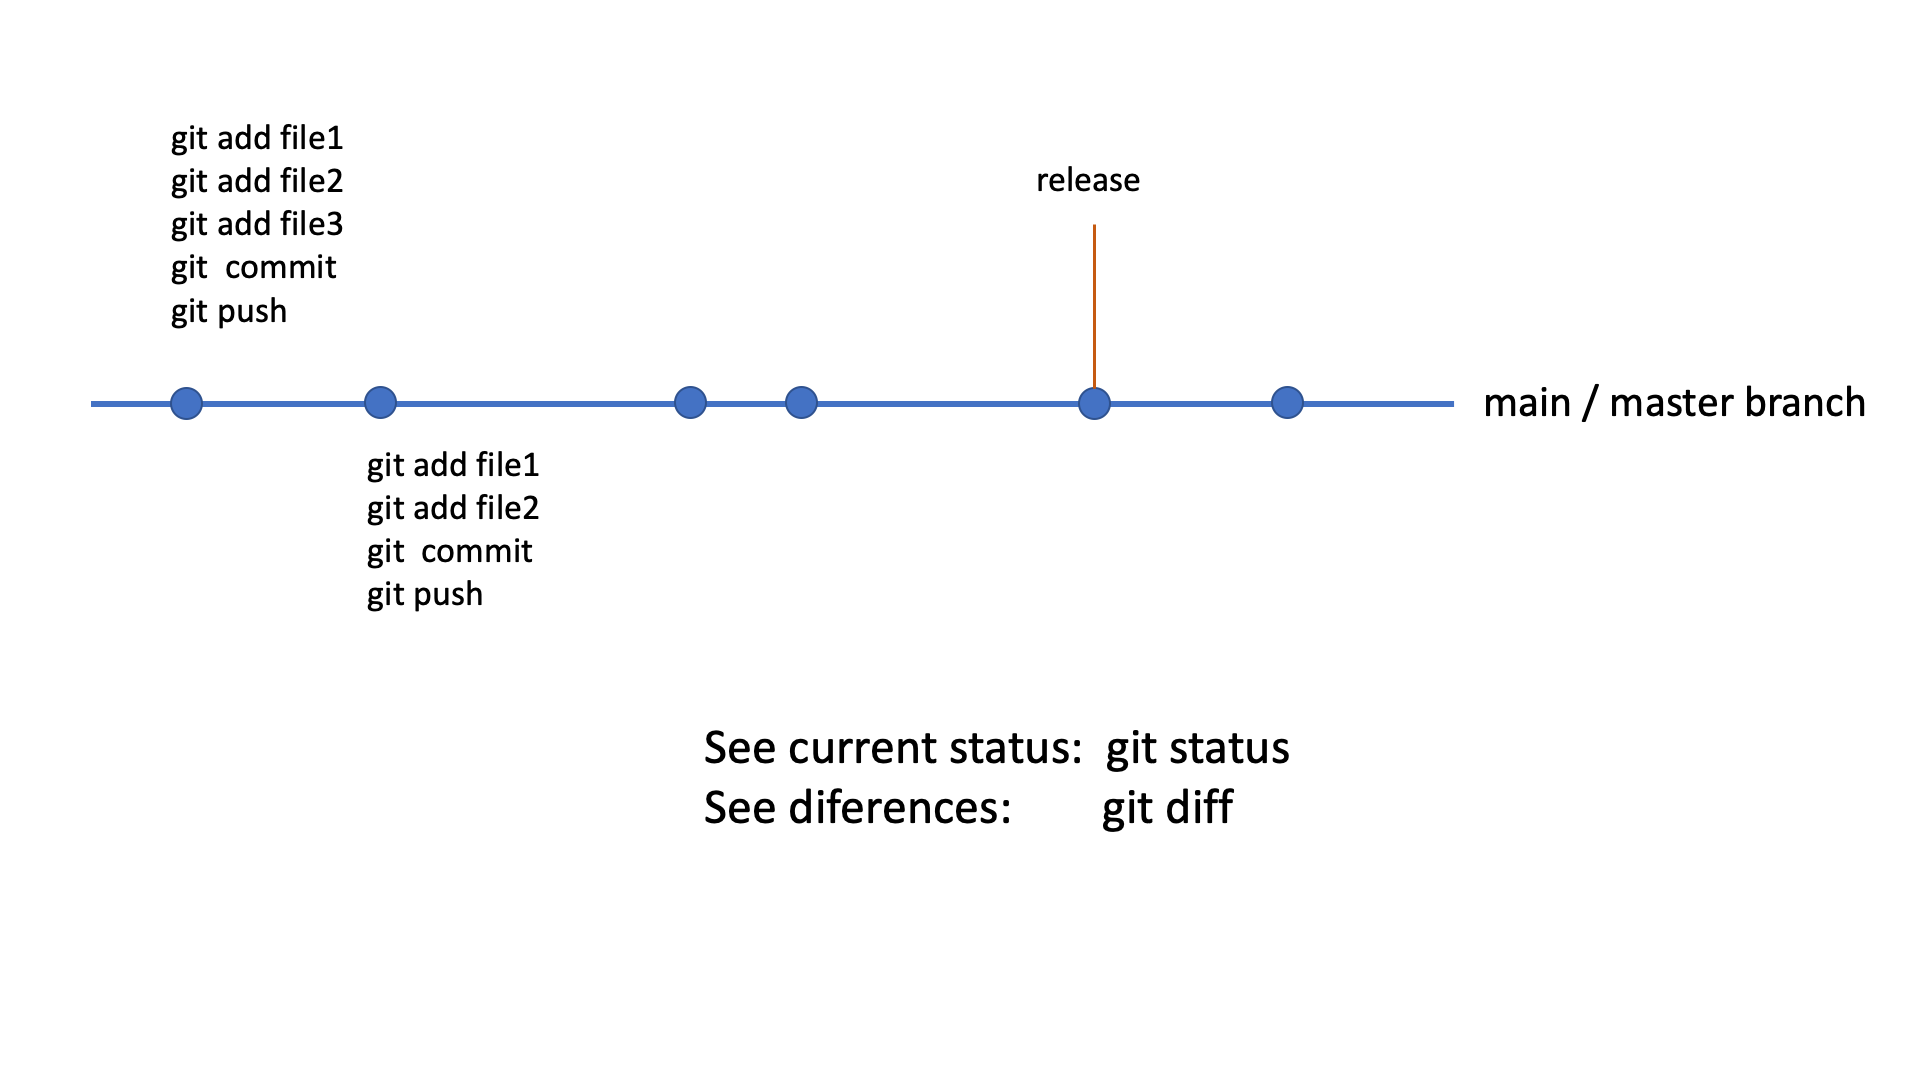 git add file1
git add file2
git add file3
git  commit
git push
release
main / master branch
git add file1
git add file2
git  commit
git push
See current status:  git status
See diferences:        git diff